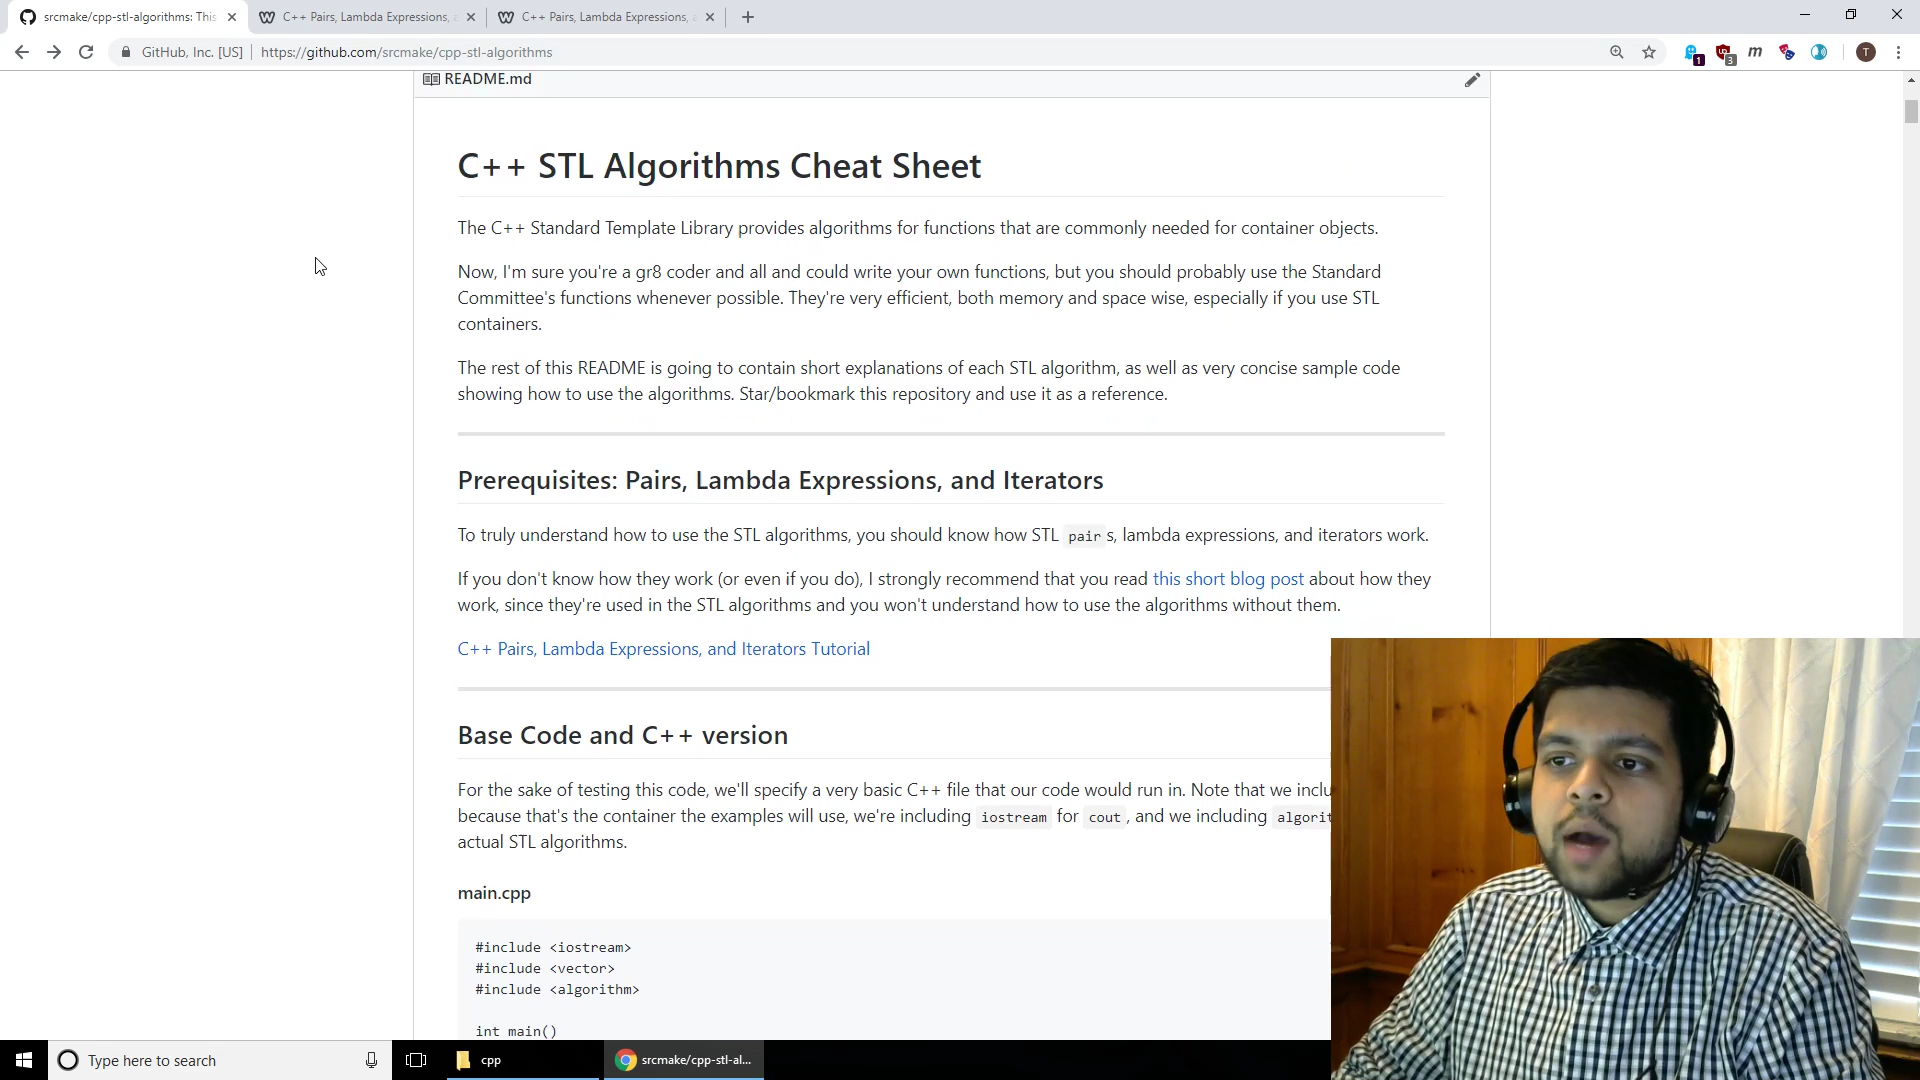 srcmake/cpp-stl-algorithms: This
C++ Pairs, Lambda Expressions, a
C++ Pairs, Lambda Expressions, a
GitHub, Inc. [US] https://github.com/srcmake/cpp-stl-algorithms
1 3 m T
README.md
C++ STL Algorithms Cheat Sheet
The C++ Standard Template Library provides algorithms for functions that are commonly needed for container objects.
Now, I'm sure you're a gr8 coder and all and could write your own functions, but you should probably use the Standard
Committee's functions whenever possible. They're very efficient, both memory and space wise, especially if you use STL
containers.
The rest of this README is going to contain short explanations of each STL algorithm, as well as very concise sample code
showing how to use the algorithms. Star/bookmark this repository and use it as a reference.
Prerequisites: Pairs, Lambda Expressions, and Iterators
To truly understand how to use the STL algorithms, you should know how STL pair s, lambda expressions, and iterators work.
If you don't know how they work (or even if you do), I strongly recommend that you read this short blog post about how they
work, since they're used in the STL algorithms and you won't understand how to use the algorithms without them.
C++ Pairs, Lambda Expressions, and Iterators Tutorial
Base Code and C++ version
For the sake of testing this code, we'll specify a very basic C++ file that our code would run in. Note that we inclu
because that's the container the examples will use, we're including iostream for cout , and we including algorit
actual STL algorithms.
main.cpp
#include <iostream>
#include <vector>
#include <algorithm>
int main()
Type here to search
cpp
srcmake/cpp-stl-al...